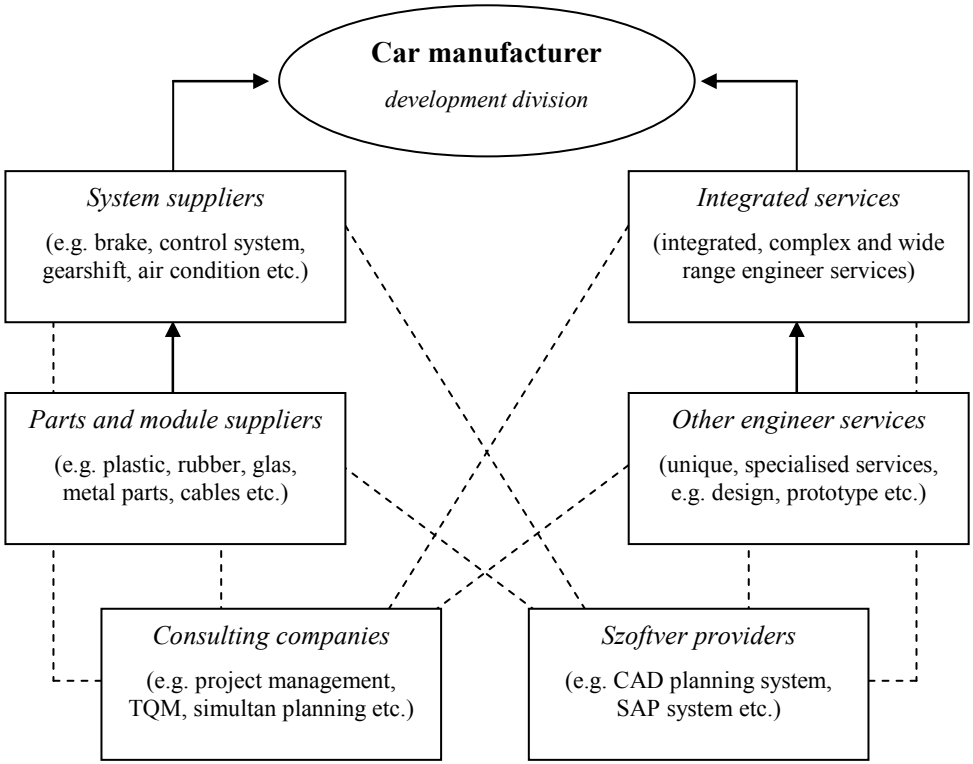 Car manufacturer
development division
System suppliers
(e.g. brake, control system,
gearshift, air condition etc.)
Integrated services
(integrated, complex and wide
range engineer services)
Parts and module suppliers
(e.g. plastic, rubber, glas,
metal parts, cables etc.)
Other engineer services
(unique, specialised services,
e.g. design, prototype etc.)
Consulting companies
(e.g. project management,
TQM, simultan planning etc.)
Szoftver providers
(e.g. CAD planning system,
SAP system etc.)